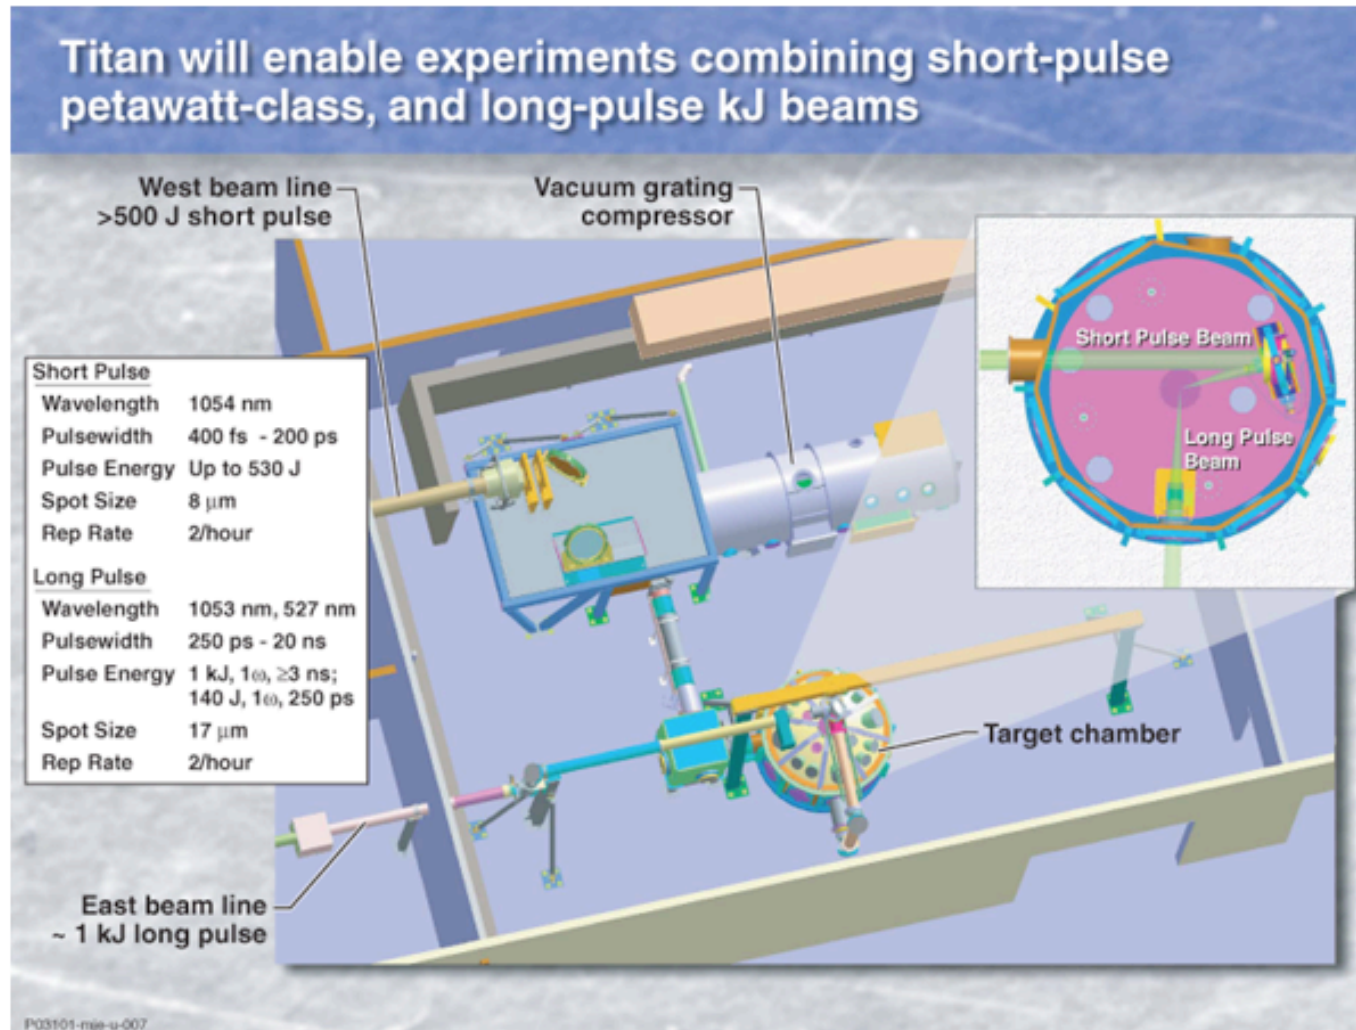 Titan will enable experiments combining short-pulse
petawatt-class, and long-pulse kJ beams
West beam line
>500 J short pulse
Vacuum grating
compressor
Short Pulse
Wavelength 1054 nm
Pulsewidth 400 fs - 200 ps
Pulse Energy Up to 530 J
Spot Size 8 μm
Rep Rate 2/hour
Long Pulse
Wavelength 1053 nm, 527 nm
Pulsewidth 250 ps - 20 ns
Pulse Energy 1 kJ, 1ω, ≥3 ns;
140 J, 1ω, 250 ps
Spot Size 17 μm
Rep Rate 2/hour
Short Pulse Beam
Long Pulse
Beam
Target chamber
East beam line
~ 1 kJ long pulse
P03101-mje-u-007